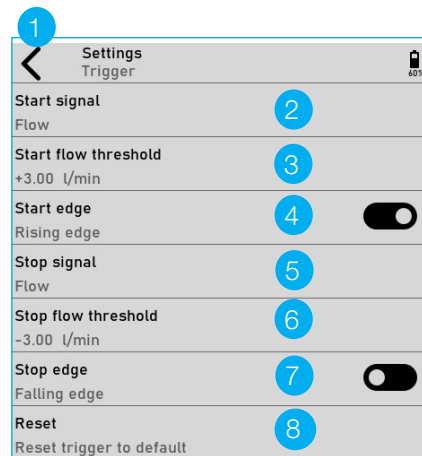 1
Settings
Trigger
60%
Start signal
2
Flow
Start flow threshold
3
+3.00 l/min
Start edge
4
Rising edge
Stop signal
5
Flow
Stop flow threshold
6
-3.00 l/min
Stop edge
7
Falling edge
Reset
8
Reset trigger to default